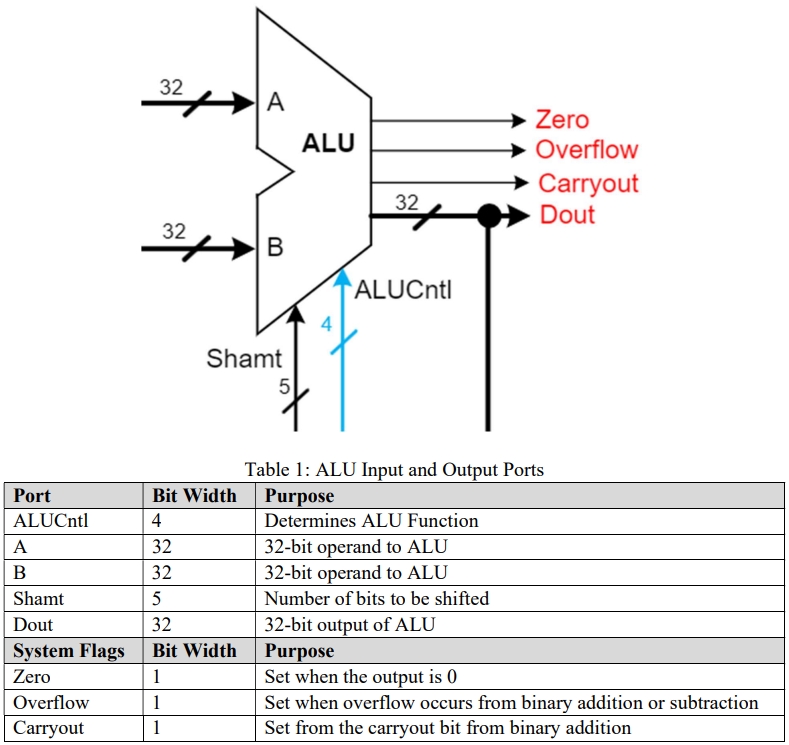 32
A
ALU
Zero
Overflow
Carryout
32
Dout
32
B
ALUCntl
4
Shamt
5
Table 1: ALU Input and Output Ports
Port Bit Width Purpose
ALUCntl 4 Determines ALU Function
A 32 32-bit operand to ALU
B 32 32-bit operand to ALU
Shamt 5 Number of bits to be shifted
Dout 32 32-bit output of ALU
System Flags Bit Width Purpose
Zero 1 Set when the output is 0
Overflow 1 Set when overflow occurs from binary addition or subtraction
Carryout 1 Set from the carryout bit from binary addition